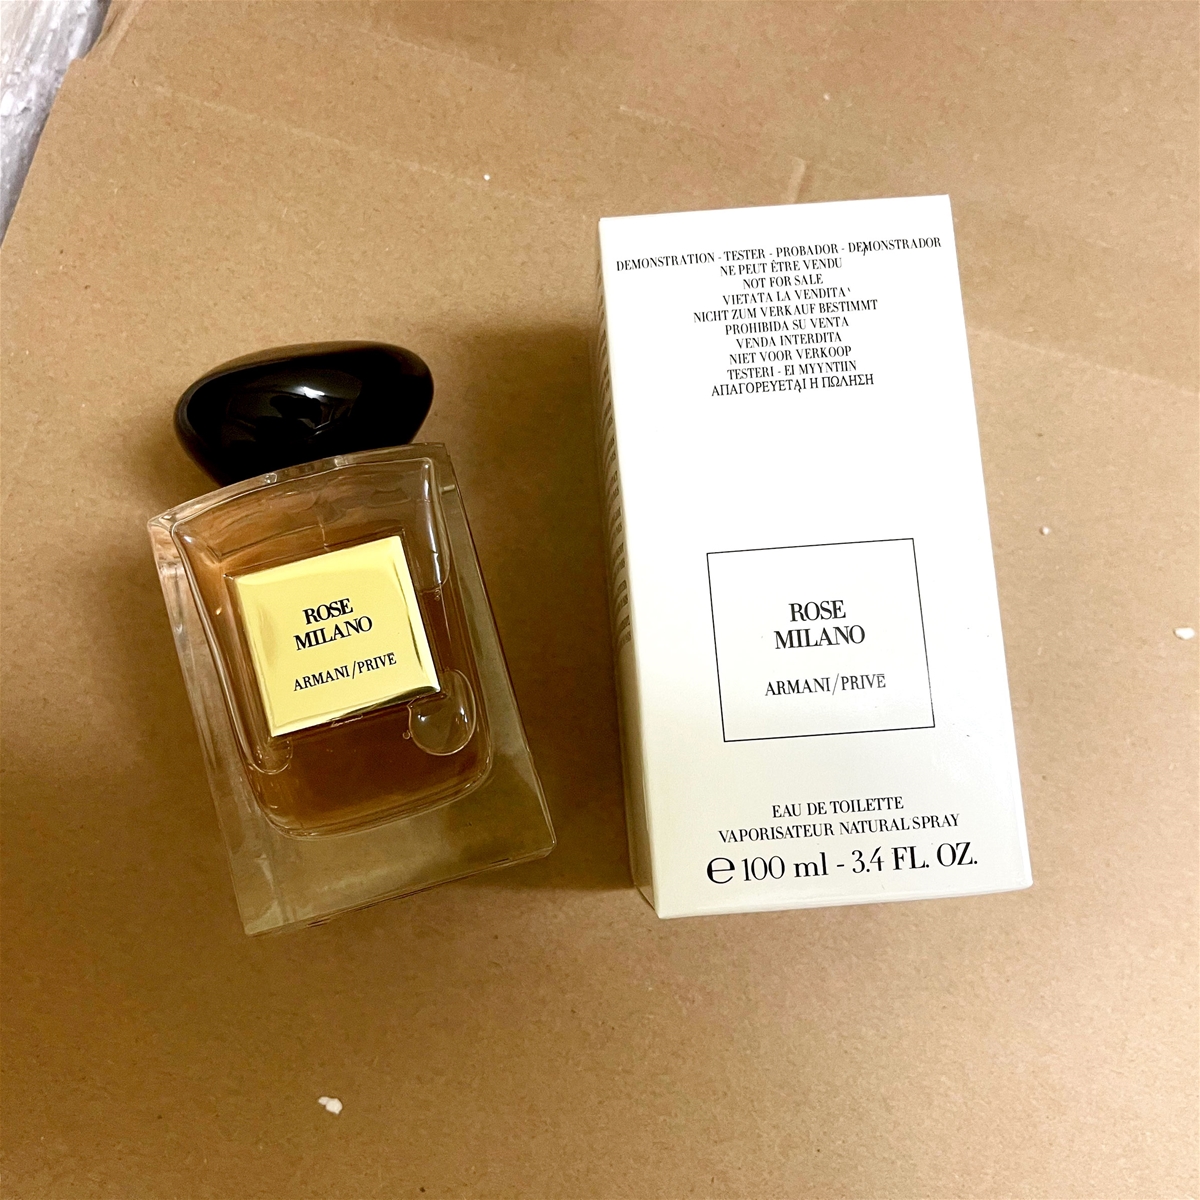 ROSE
MILANO
ARMANI/PRIVĒ
DEMONSTRATION - TESTER - PROBADOR - DEMONSTRADOR
NE PEUT ÊTRE VENDU
NOT FOR SALE
VIETATA LA VENDITA
NICHT ZUM VERKAUF BESTIMMT
PROHIBIDA SU VENTA
VENDA INTERDITA
NIET VOOR VERKOOP
TESTERI - EI MYYNTIIN
ΑΠΑΓΟΡΕΥΕΤΑΙ Η ΠΩΛΗΣΗ
ROSE
MILANO
ARMANI/PRIVĒ
EAU DE TOILETTE
VAPORISATEUR NATURAL SPRAY
℮ 100 ml - 3.4 FL. OZ.